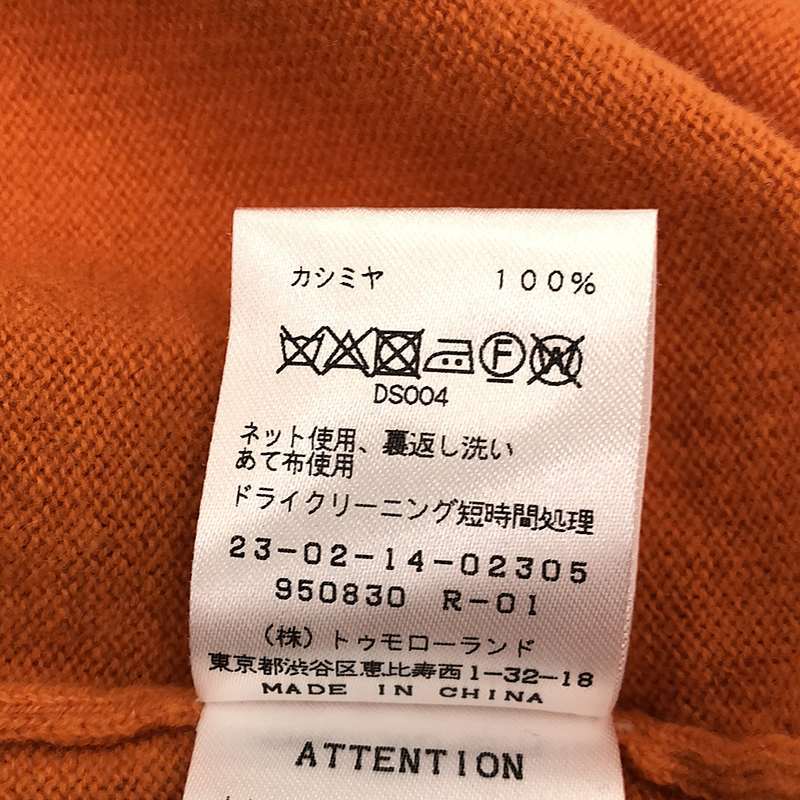 カシミヤ 100%
F W
DS004
ネット使用、裏返し洗い
あて布使用
ドライクリーニング短時間処理
23-02-14-02305
950830 R-01
(株)トゥモローランド
東京都渋谷区恵比寿西1-32-18
MADE IN CHINA
ATTENTION